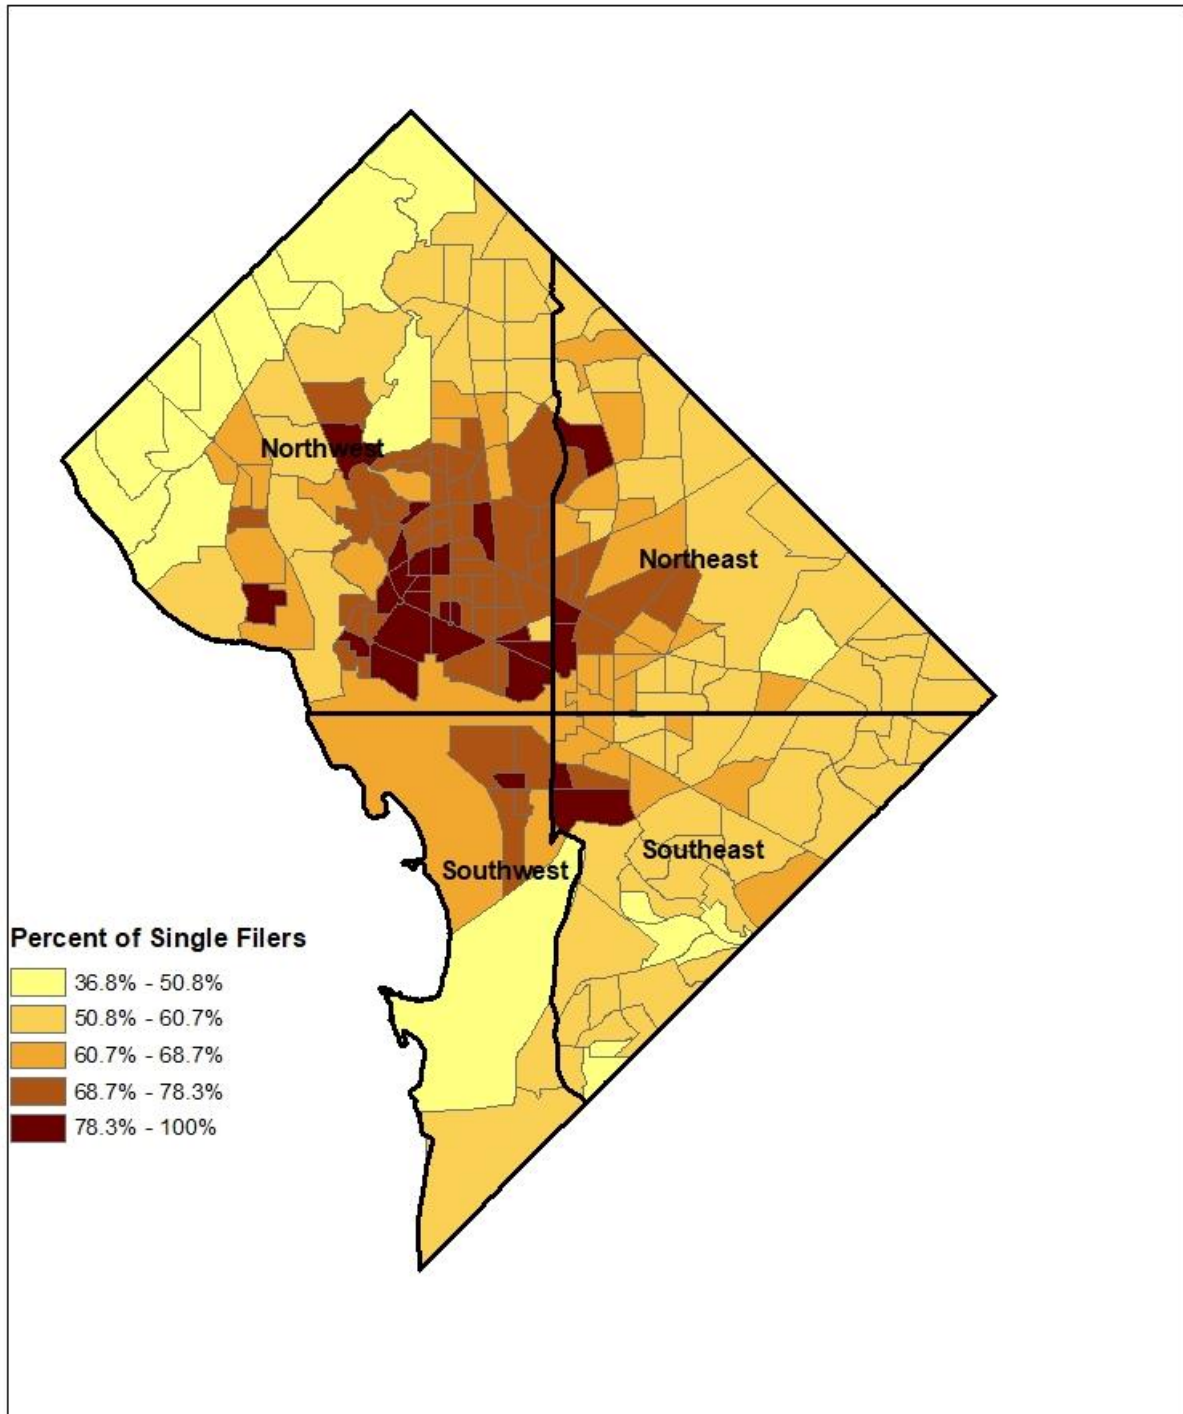 Northwest
Northeast
Southeast
Southwest
Percent of Single Filers
36.8% - 50.8%
50.8% - 60.7%
60.7% - 68.7%
68.7% - 78.3%
78.3% - 100%